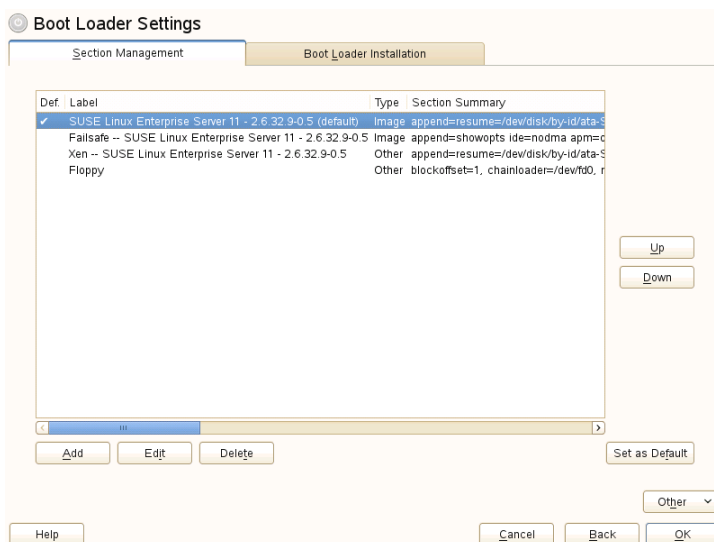 Boot Loader Settings
Section Management
Boot Loader Installation
Def. Label Type Section Summary
✔ SUSE Linux Enterprise Server 11 - 2.6.32.9-0.5 (default) Image append=resume=/dev/disk/by-id/ata-S
Failsafe -- SUSE Linux Enterprise Server 11 - 2.6.32.9-0.5 Image append=showopts ide=nodma apm=o
Xen -- SUSE Linux Enterprise Server 11 - 2.6.32.9-0.5 Other append=resume=/dev/disk/by-id/ata-S
Floppy Other blockoffset=1, chainloader=/dev/fd0, r
Up
Down
Add Edit Delete Set as Default
Other
Help Cancel Back OK